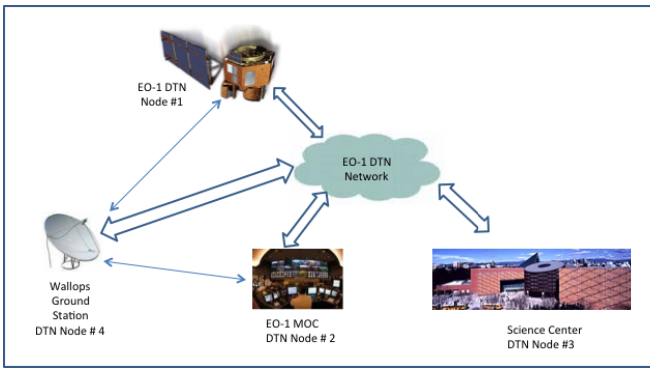 EO-1 DTN
Node #1
EO-1 DTN
Network
Wallops
Ground
Station
DTN Node # 4
EO-1 MOC
DTN Node # 2
Science Center
DTN Node #3